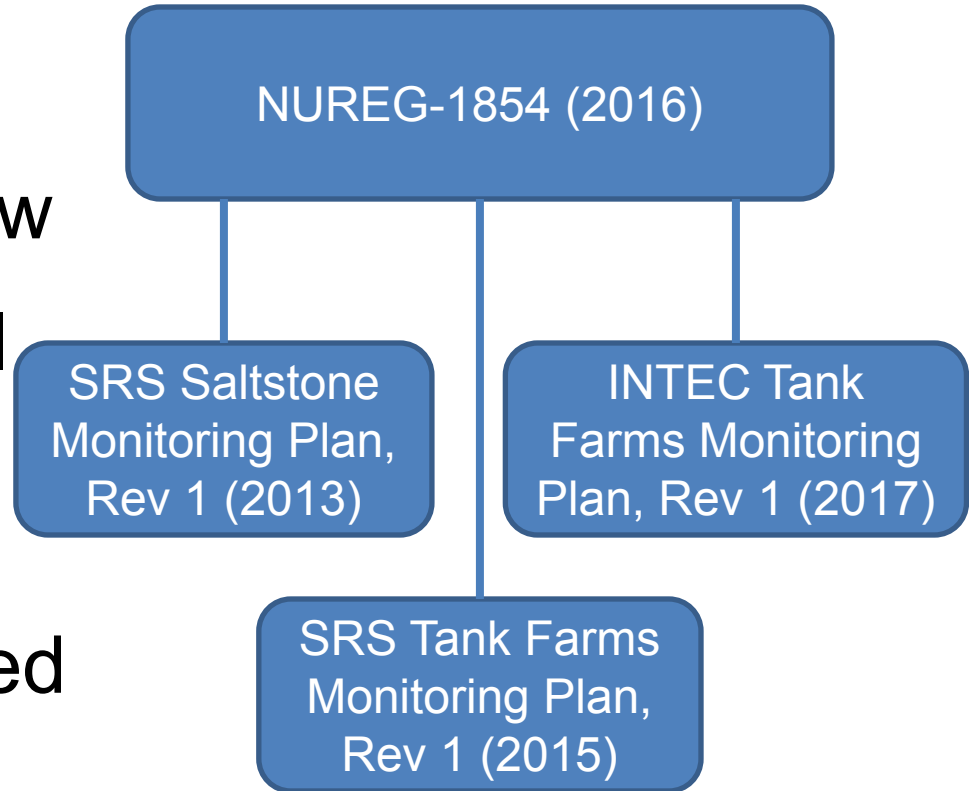 NUREG-1854 (2016)
w
SRS Saltstone
Monitoring Plan,
Rev 1 (2013)
INTEC Tank
Farms Monitoring
Plan, Rev 1 (2017)
ed
SRS Tank Farms
Monitoring Plan,
Rev 1 (2015)